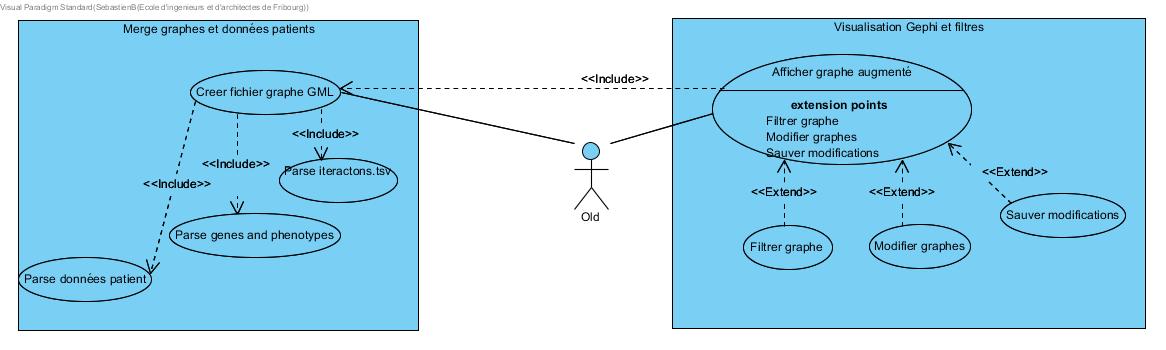 Visual Paradigm Standard(SebastienB(Ecole d'ingenieurs et d'architectes de Fribourg))
Merge graphes et données patients
Creer fichier graphe GML
<<Include>>
<<Include>>
<<Include>>
Parse iteractons.tsv
Parse genes and phenotypes
Parse données patient
<<Include>>
Old
Visualisation Gephi et filtres
Afficher graphe augmenté
extension points
Filtrer graphe
Modifier graphes
Sauver modifications
<<Extend>>
<<Extend>>
<<Extend>>
Filtrer graphe
Modifier graphes
Sauver modifications